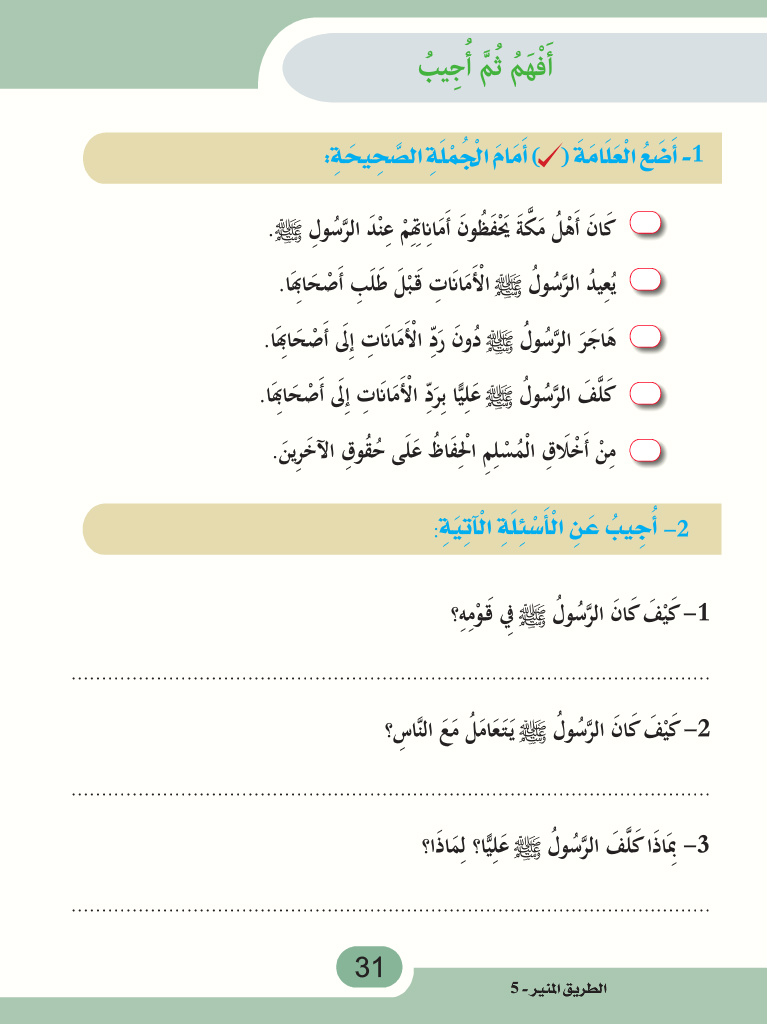 أَفْهَمُ ثُمَّ أُجِيبُ
1- أَضَعُ الْعَلَامَةَ (✓) أَمَامَ الْجُمْلَةِ الصَّحِيحَةِ:
كَانَ أَهْلُ مَكَّةَ يَحْفَظُونَ أَمَانِاتِهِمْ عِنْدَ الرَّسُولِ ﷺ.
يُعِيدُ الرَّسُولُ ﷺ الْأَمَانَاتِ قَبْلَ طَلَبِ أَصْحَابِهَا.
هَاجَرَ الرَّسُولُ ﷺ دُونَ رَدِّ الْأَمَانَاتِ إِلَى أَصْحَابِهَا.
كَلَّفَ الرَّسُولُ ﷺ عَلِيًّا بِرَدِّ الْأَمَانَاتِ إِلَى أَصْحَابِهَا.
مِنْ أَخْلَاقِ الْمُسْلِمِ الْحِفَاظُ عَلَى حُقُوقِ الآخَرِينَ.
2- أُجِيبُ عَنِ الْأَسْئِلَةِ الْآتِيَةِ:
1- كَيْفَ كَانَ الرَّسُولُ ﷺ فِي قَوْمِهِ؟
2- كَيْفَ كَانَ الرَّسُولُ ﷺ يَتَعَامَلُ مَعَ النَّاسِ؟
3- بِمَاذَا كَلَّفَ الرَّسُولُ ﷺ عَلِيًّا؟ لِمَاذَا؟
31
الطريق المنير - 5